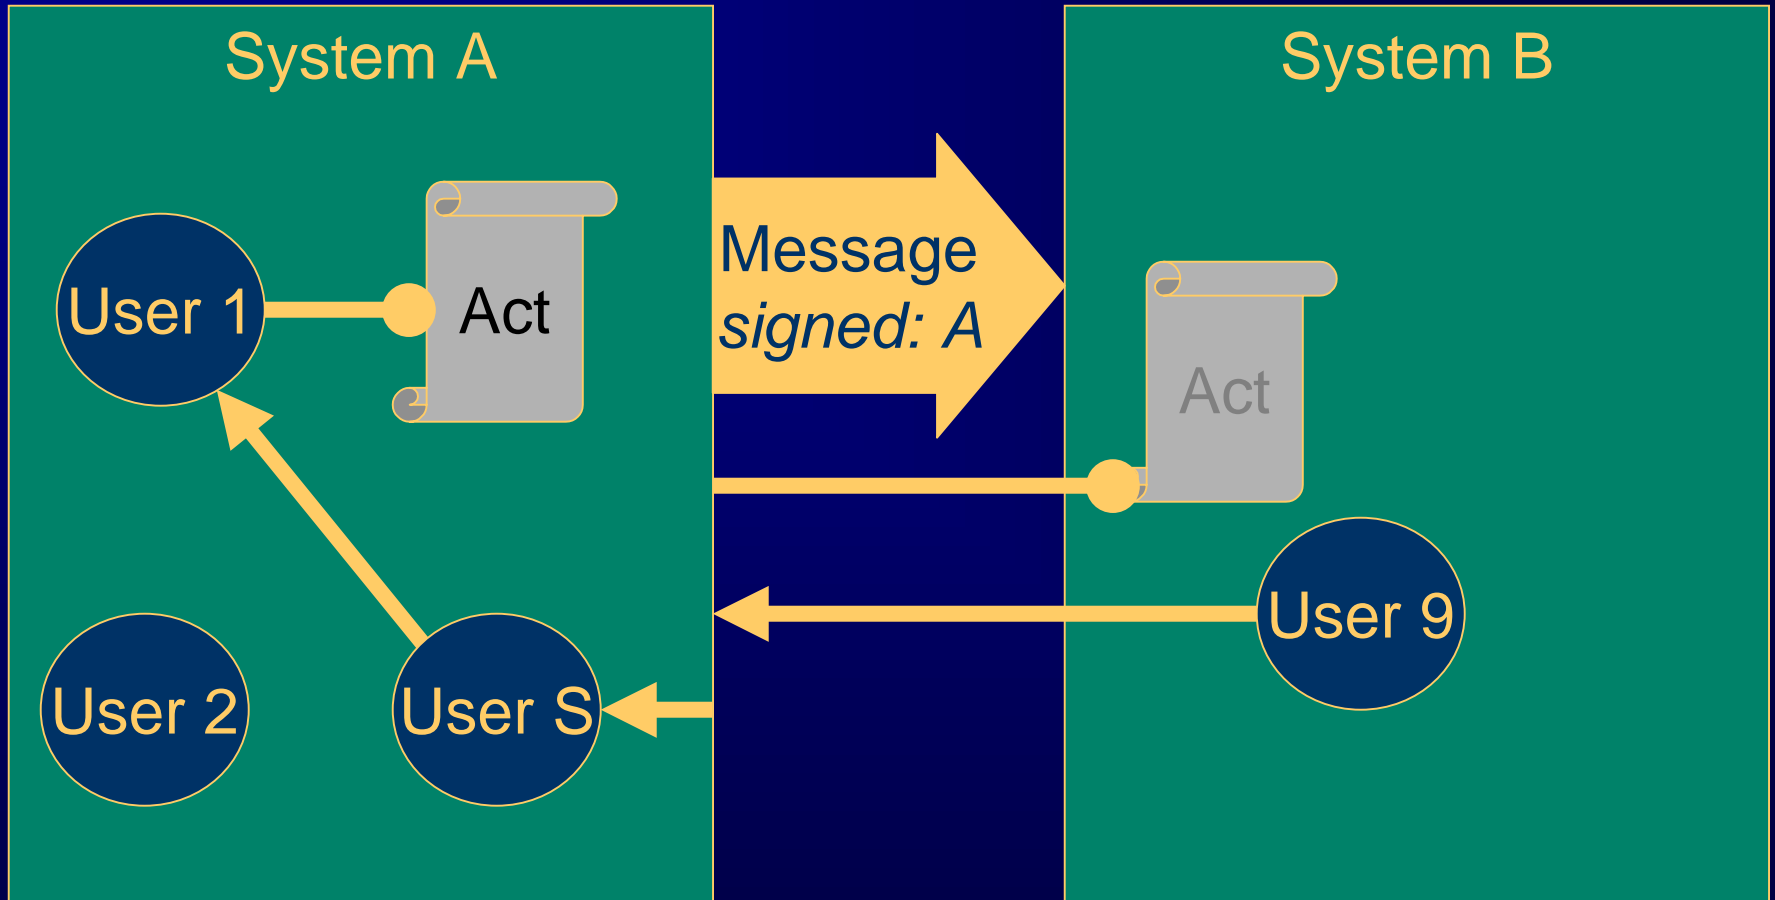 System A
System B
User 1
Act
Message
signed: A
Act
User 2
User S
User 9